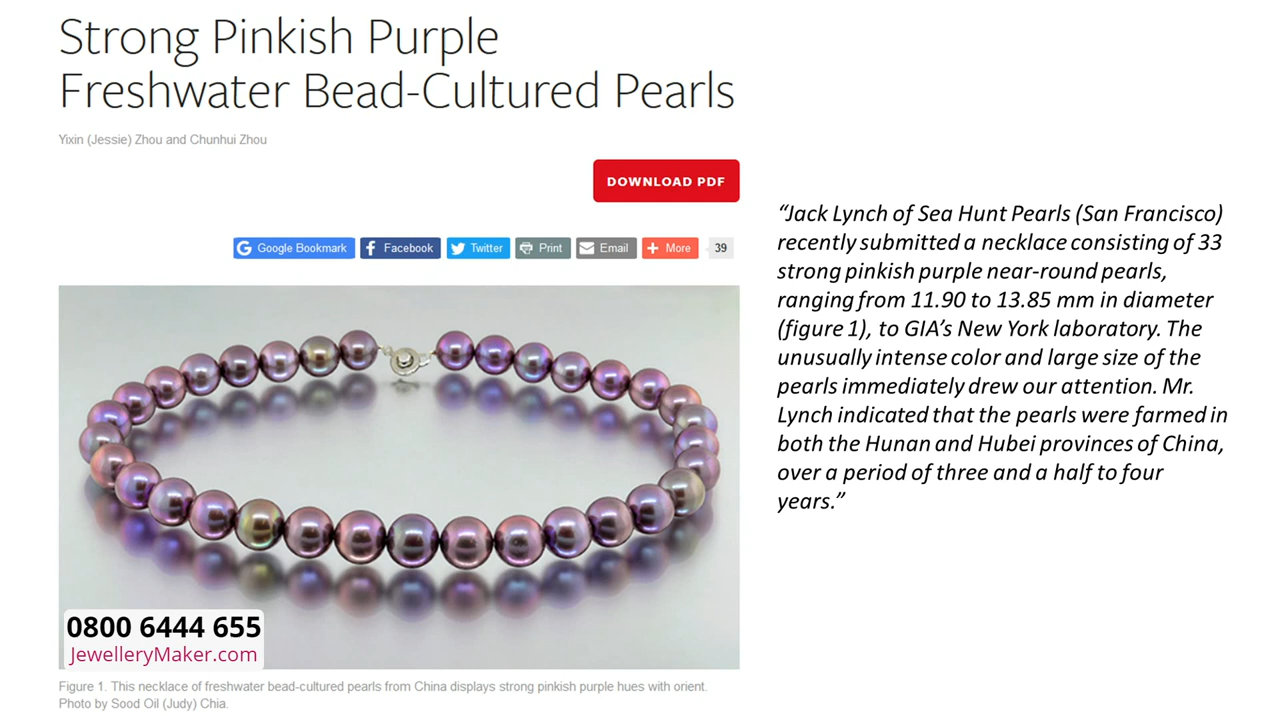 Strong Pinkish Purple
Freshwater Bead-Cultured Pearls
Yixin (Jessie) Zhou and Chunhui Zhou
DOWNLOAD PDF
Google Bookmark Facebook Twitter Print Email More 39
“Jack Lynch of Sea Hunt Pearls (San Francisco)
recently submitted a necklace consisting of 33
strong pinkish purple near-round pearls,
ranging from 11.90 to 13.85 mm in diameter
(figure 1), to GIA’s New York laboratory. The
unusually intense color and large size of the
pearls immediately drew our attention. Mr.
Lynch indicated that the pearls were farmed in
both the Hunan and Hubei provinces of China,
over a period of three and a half to four
years.”
0800 6444 655
JewelleryMaker.com
Figure 1. This necklace of freshwater bead-cultured pearls from China displays strong pinkish purple hues with orient.
Photo by Sood Oil (Judy) Chia.